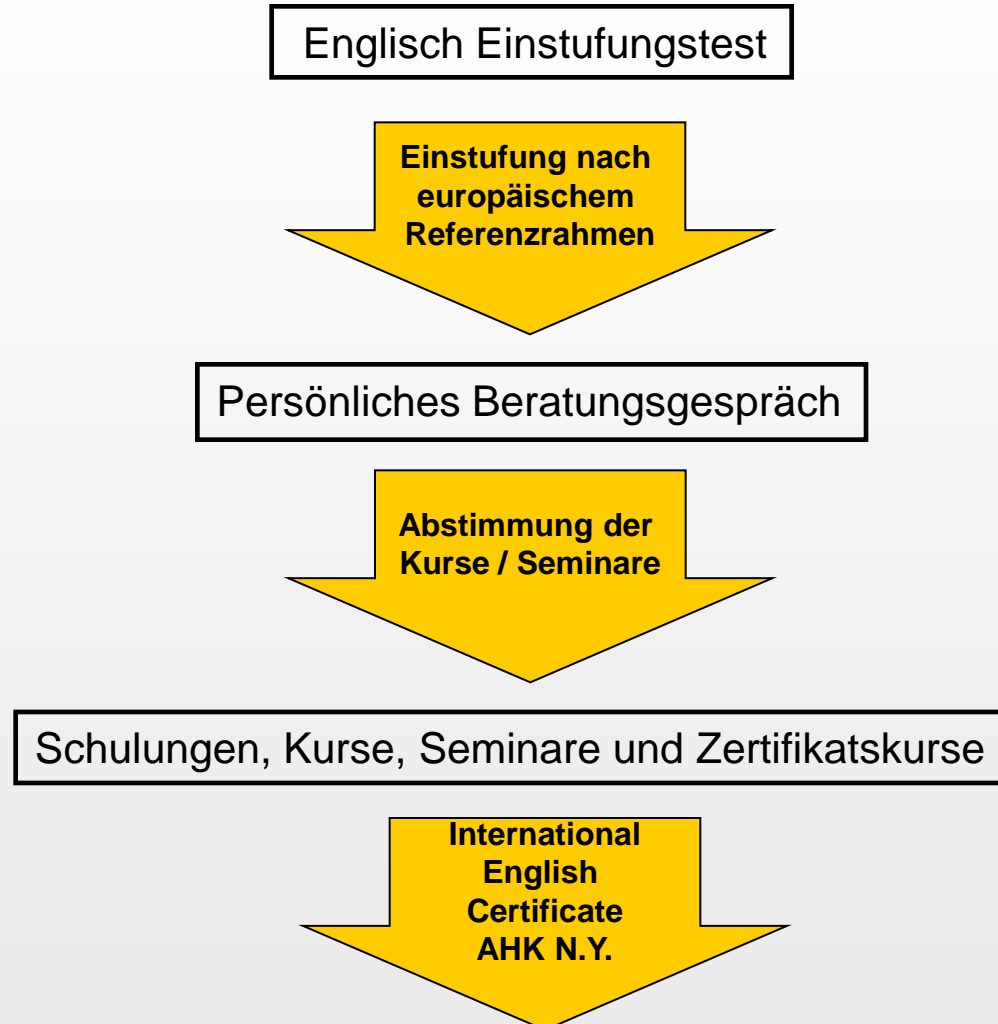 Englisch Einstufungstest
Einstufung nach
europäischem
Referenzrahmen
Persönliches Beratungsgespräch
Abstimmung der
Kurse / Seminare
Schulungen, Kurse, Seminare und Zertifikatskurse
International
English
Certificate
AHK N.Y.